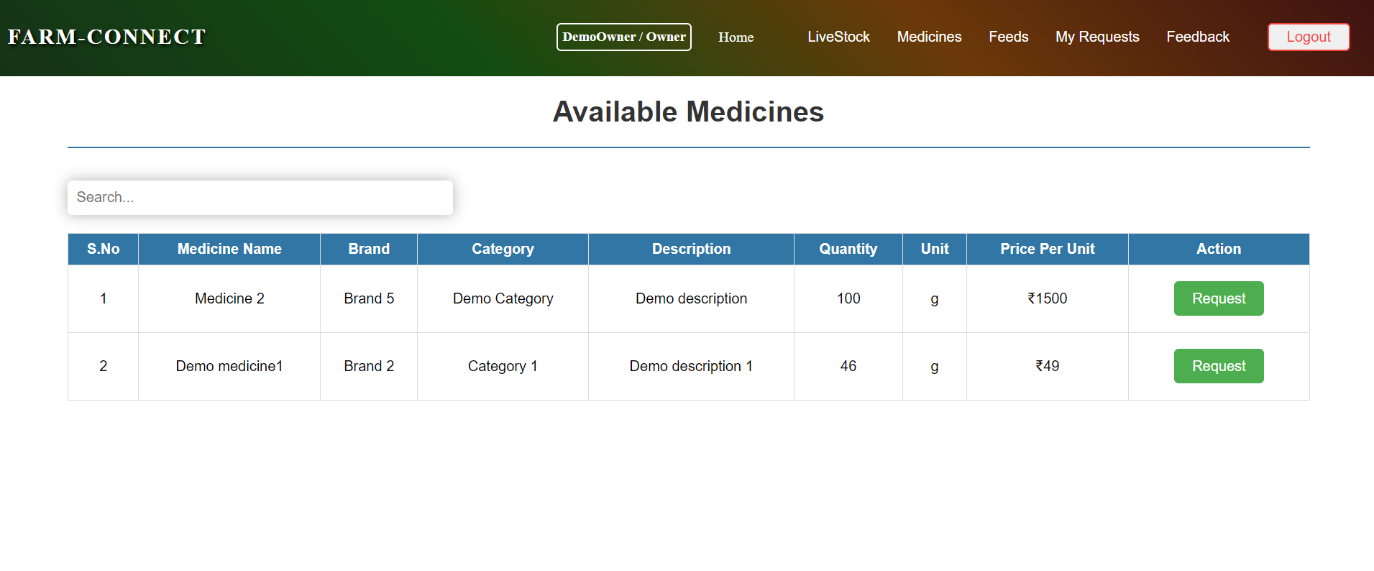 FARM-CONNECT DemoOwner / Owner Home LiveStock Medicines Feeds My Requests Feedback Logout
Available Medicines
Search...
S.No Medicine Name Brand Category Description Quantity Unit Price Per Unit Action
1 Medicine 2 Brand 5 Demo Category Demo description 100 g ₹1500 Request
2 Demo medicine1 Brand 2 Category 1 Demo description 1 46 g ₹49 Request